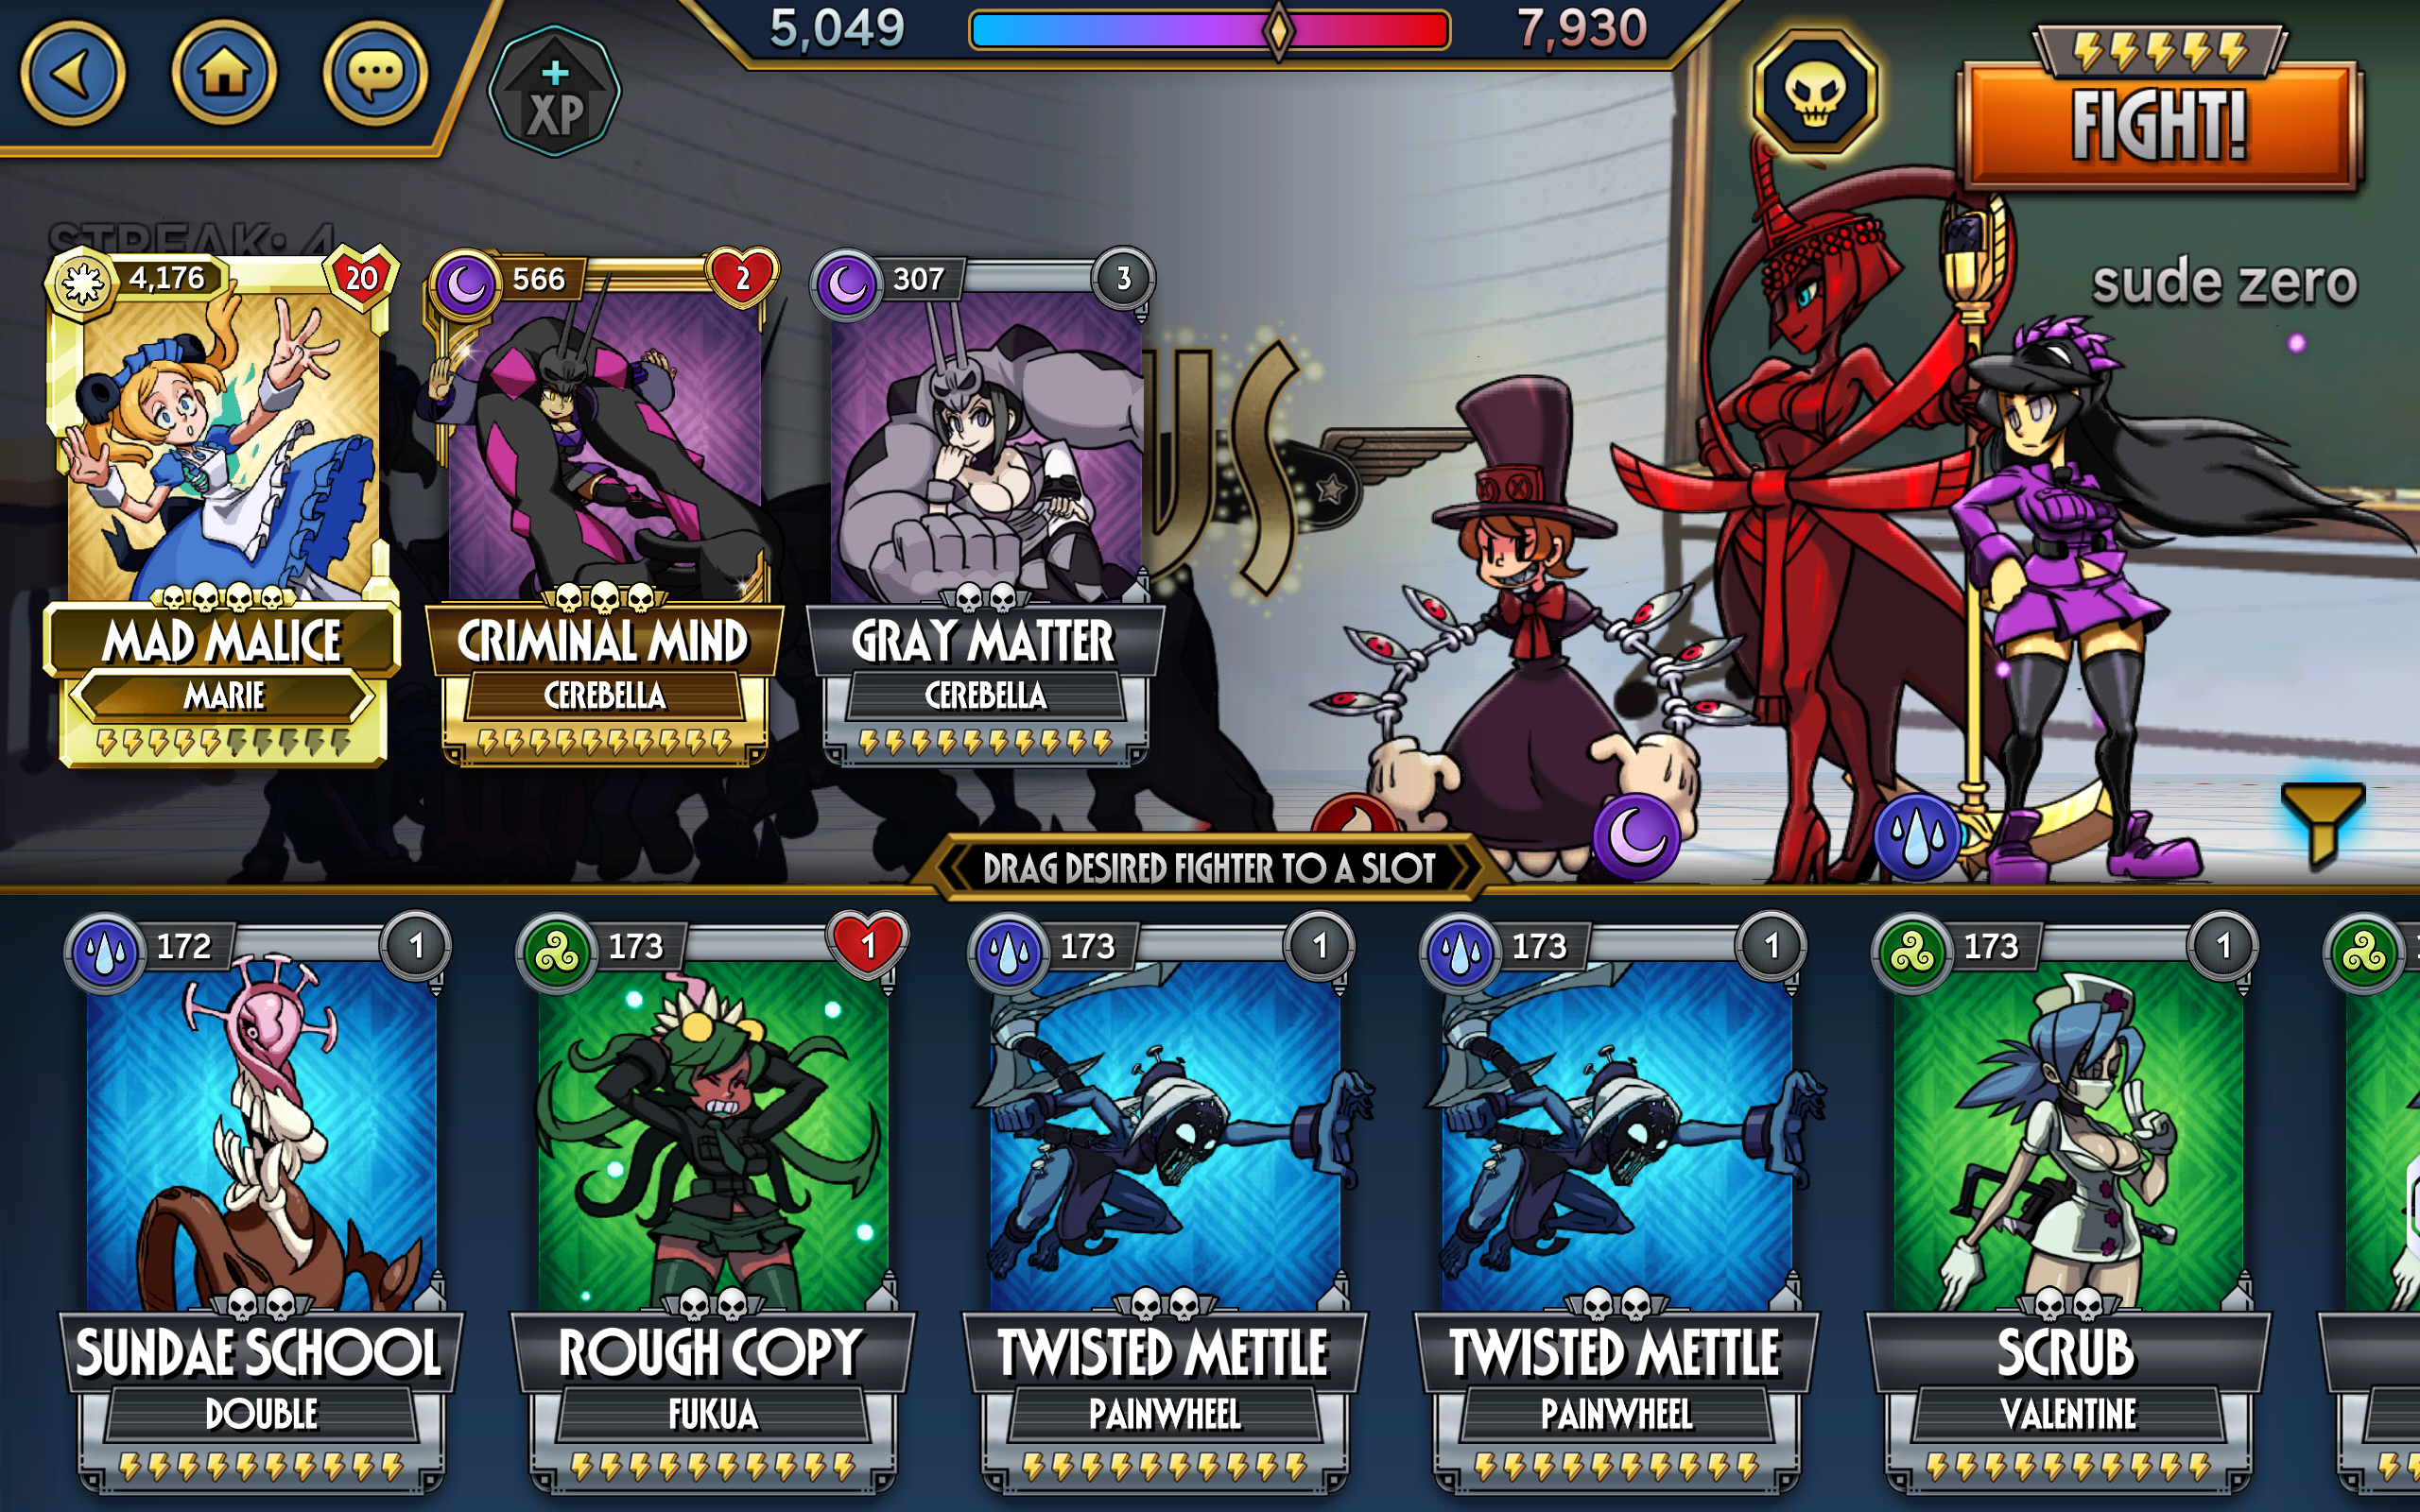 5,049
7,930
+
XP
FIGHT!
STREAK: 4
sude zero
4,176
20
566
2
307
3
US
MAD MALICE
MARIE
CRIMINAL MIND
CEREBELLA
GRAY MATTER
CEREBELLA
DRAG DESIRED FIGHTER TO A SLOT
172
1
173
1
173
1
173
1
173
1
SUNDAE SCHOOL
DOUBLE
ROUGH COPY
FUKUA
TWISTED METTLE
PAINWHEEL
TWISTED METTLE
PAINWHEEL
SCRUB
VALENTINE